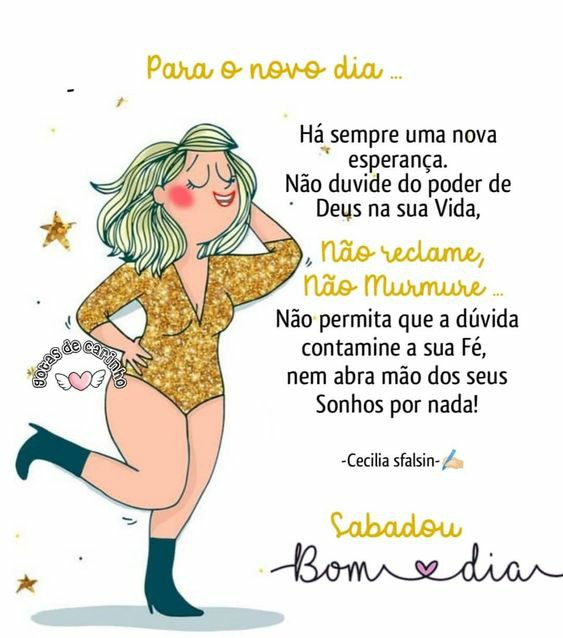 Para o novo dia ...
Há sempre uma nova
esperança.
Não duvide do poder de
Deus na sua Vida,
Não reclame,
Não Murmure ...
Não permita que a dúvida
contamine a sua Fé,
nem abra mão dos seus
Sonhos por nada!
gotas de carinho
-Cecilia sfalsin-✍🏻
Sabadou
Bom dia